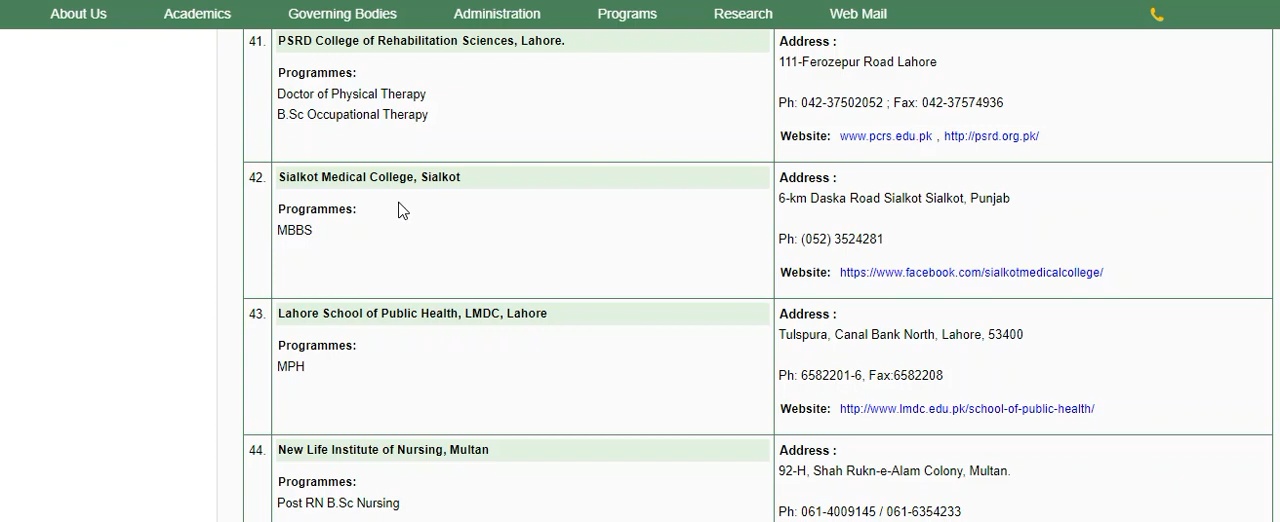 About Us Academics Governing Bodies Administration Programs Research Web Mail
41. PSRD College of Rehabilitation Sciences, Lahore.
Programmes:
Doctor of Physical Therapy
B.Sc Occupational Therapy
Address :
111-Ferozepur Road Lahore
Ph: 042-37502052 ; Fax: 042-37574936
Website: www.pcrs.edu.pk , http://psrd.org.pk/
42. Sialkot Medical College, Sialkot
Programmes:
MBBS
Address :
6-km Daska Road Sialkot Sialkot, Punjab
Ph: (052) 3524281
Website: https://www.facebook.com/sialkotmedicalcollege/
43. Lahore School of Public Health, LMDC, Lahore
Programmes:
MPH
Address :
Tulspura, Canal Bank North, Lahore, 53400
Ph: 6582201-6, Fax:6582208
Website: http://www.lmdc.edu.pk/school-of-public-health/
44. New Life Institute of Nursing, Multan
Programmes:
Post RN B.Sc Nursing
Address :
92-H, Shah Rukn-e-Alam Colony, Multan.
Ph: 061-4009145 / 061-6354233